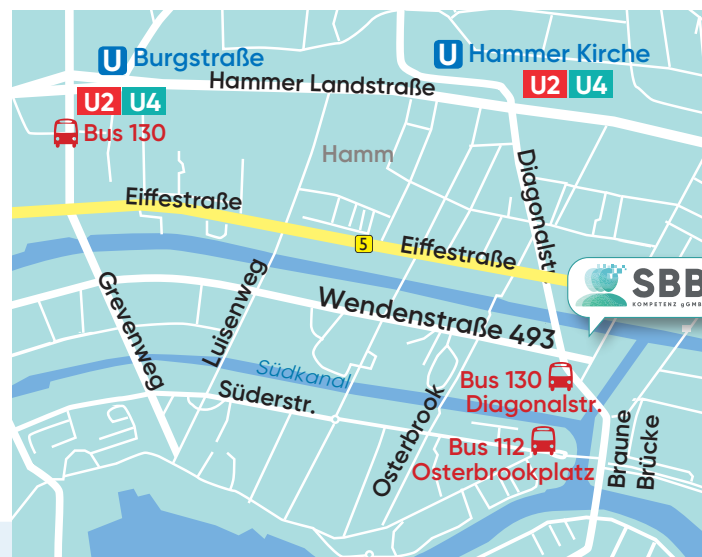 U Burgstraße
U Hammer Kirche
Hammer Landstraße
U2 U4
U2 U4
Bus 130
Hamm
Diagonalstr.
Eiffestraße
5
Eiffestraße
SBB
KOMPETENZ gGMB
Grevenweg
Luisenweg
Wendenstraße 493
Südkanal
Süderstr.
Bus 130
Diagonalstr.
Osterbrook
Bus 112
Osterbrookplatz
Braune
Brücke